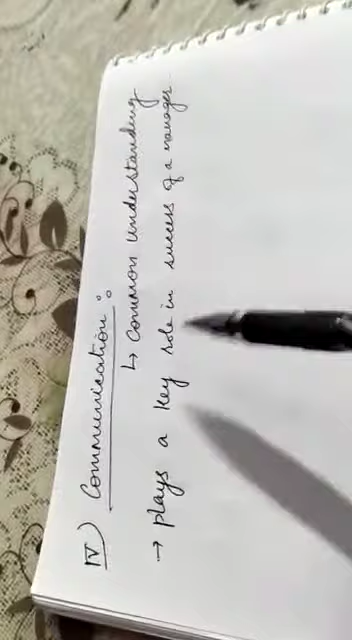 IV) Communication:
↳ Common understanding
→ plays a key role in success of a manager